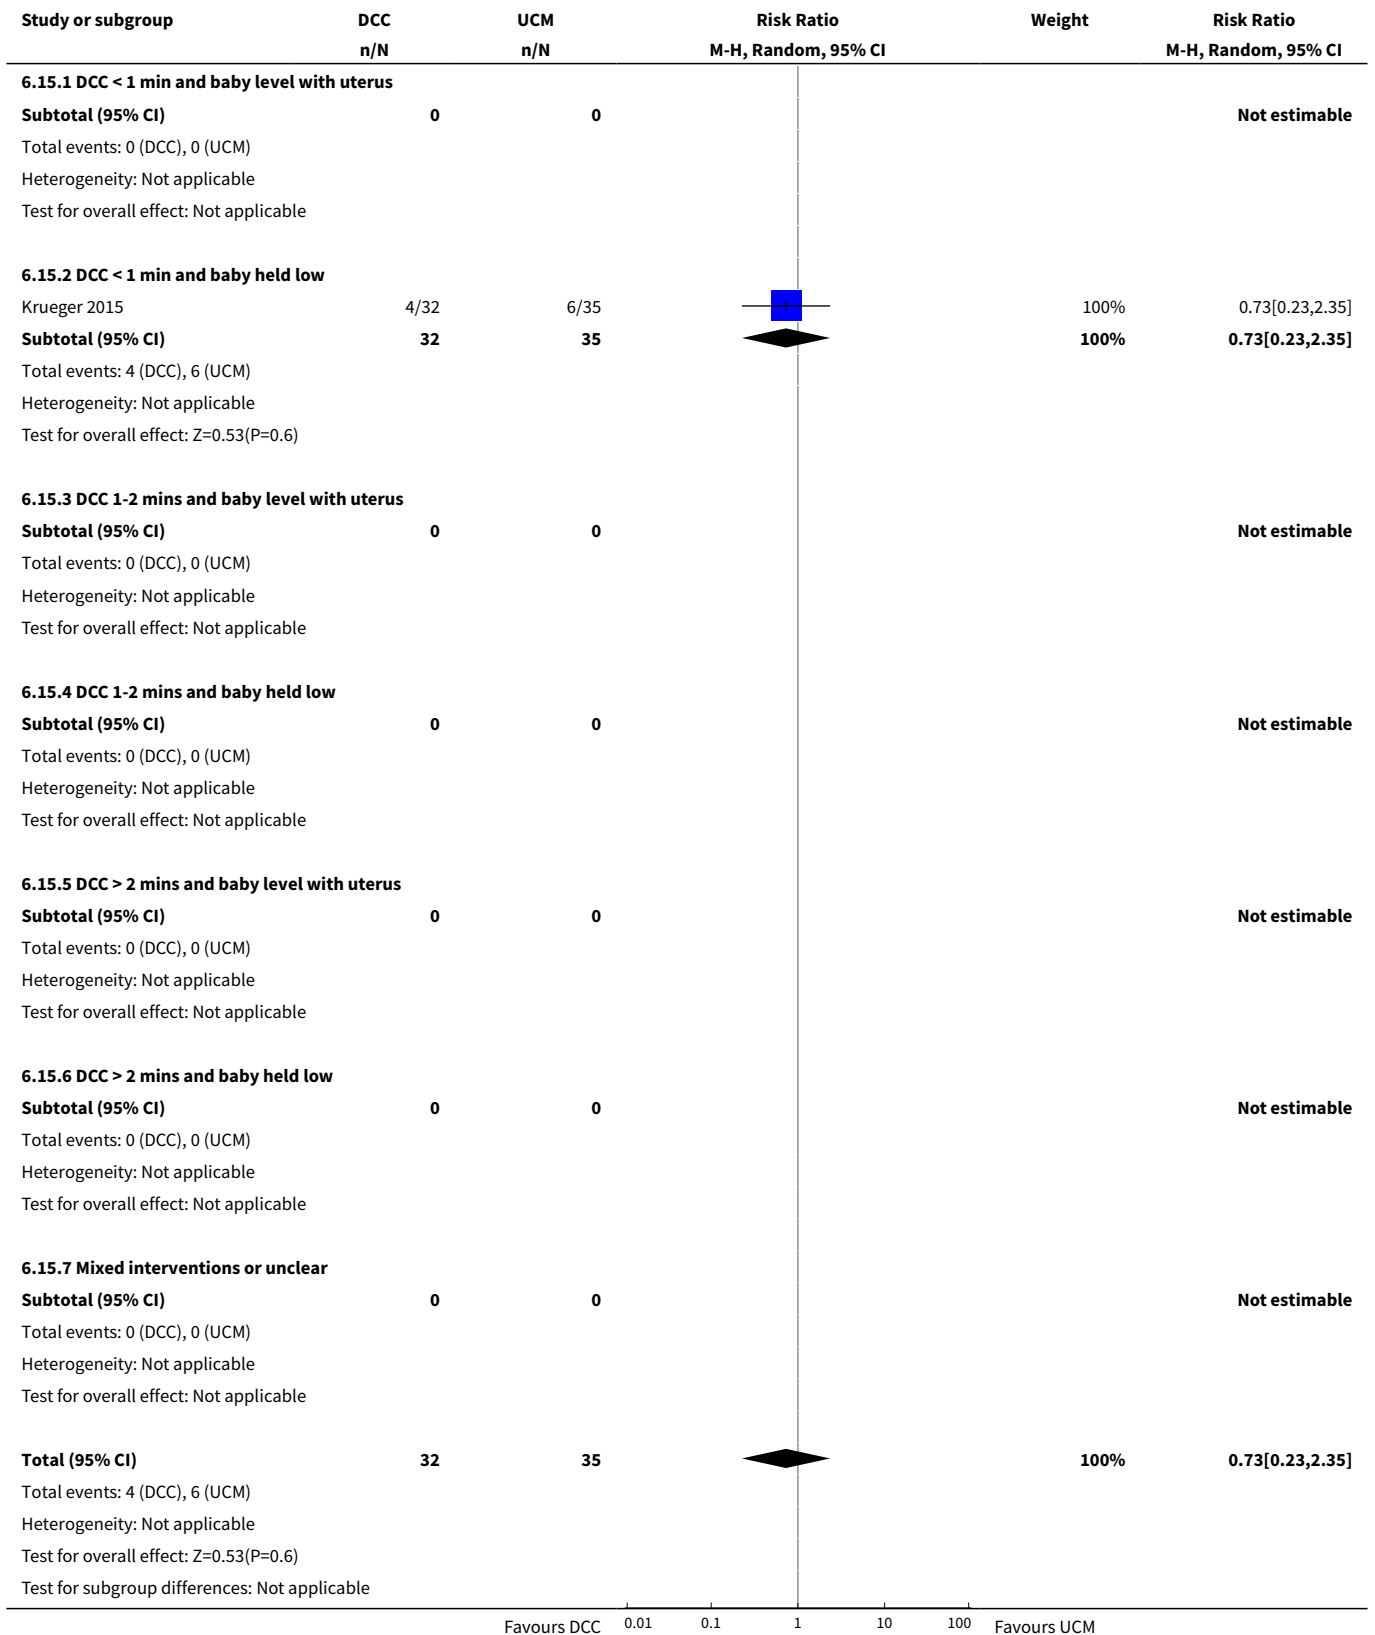 Study or subgroup DCC UCM Risk Ratio Weight Risk Ratio
n/N n/N M-H, Random, 95% CI M-H, Random, 95% CI
6.15.1 DCC < 1 min and baby level with uterus
Subtotal (95% CI) 0 0 Not estimable
Total events: 0 (DCC), 0 (UCM)
Heterogeneity: Not applicable
Test for overall effect: Not applicable
6.15.2 DCC < 1 min and baby held low
Krueger 2015 4/32 6/35 100% 0.73[0.23,2.35]
Subtotal (95% CI) 32 35 100% 0.73[0.23,2.35]
Total events: 4 (DCC), 6 (UCM)
Heterogeneity: Not applicable
Test for overall effect: Z=0.53(P=0.6)
6.15.3 DCC 1-2 mins and baby level with uterus
Subtotal (95% CI) 0 0 Not estimable
Total events: 0 (DCC), 0 (UCM)
Heterogeneity: Not applicable
Test for overall effect: Not applicable
6.15.4 DCC 1-2 mins and baby held low
Subtotal (95% CI) 0 0 Not estimable
Total events: 0 (DCC), 0 (UCM)
Heterogeneity: Not applicable
Test for overall effect: Not applicable
6.15.5 DCC > 2 mins and baby level with uterus
Subtotal (95% CI) 0 0 Not estimable
Total events: 0 (DCC), 0 (UCM)
Heterogeneity: Not applicable
Test for overall effect: Not applicable
6.15.6 DCC > 2 mins and baby held low
Subtotal (95% CI) 0 0 Not estimable
Total events: 0 (DCC), 0 (UCM)
Heterogeneity: Not applicable
Test for overall effect: Not applicable
6.15.7 Mixed interventions or unclear
Subtotal (95% CI) 0 0 Not estimable
Total events: 0 (DCC), 0 (UCM)
Heterogeneity: Not applicable
Test for overall effect: Not applicable
Total (95% CI) 32 35 100% 0.73[0.23,2.35]
Total events: 4 (DCC), 6 (UCM)
Heterogeneity: Not applicable
Test for overall effect: Z=0.53(P=0.6)
Test for subgroup differences: Not applicable
Favours DCC 0.01 0.1 1 10 100 Favours UCM